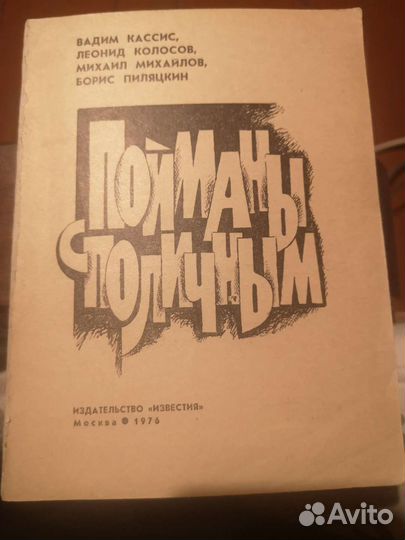 ВАДИМ КАССИС,
ЛЕОНИД КОЛОСОВ,
МИХАИЛ МИХАЙЛОВ,
БОРИС ПИЛЯЦКИН
ПОЙМАНЫ
С ПОЛИЧНЫМ
ИЗДАТЕЛЬСТВО «ИЗВЕСТИЯ»
Москва ● 1976
Avito